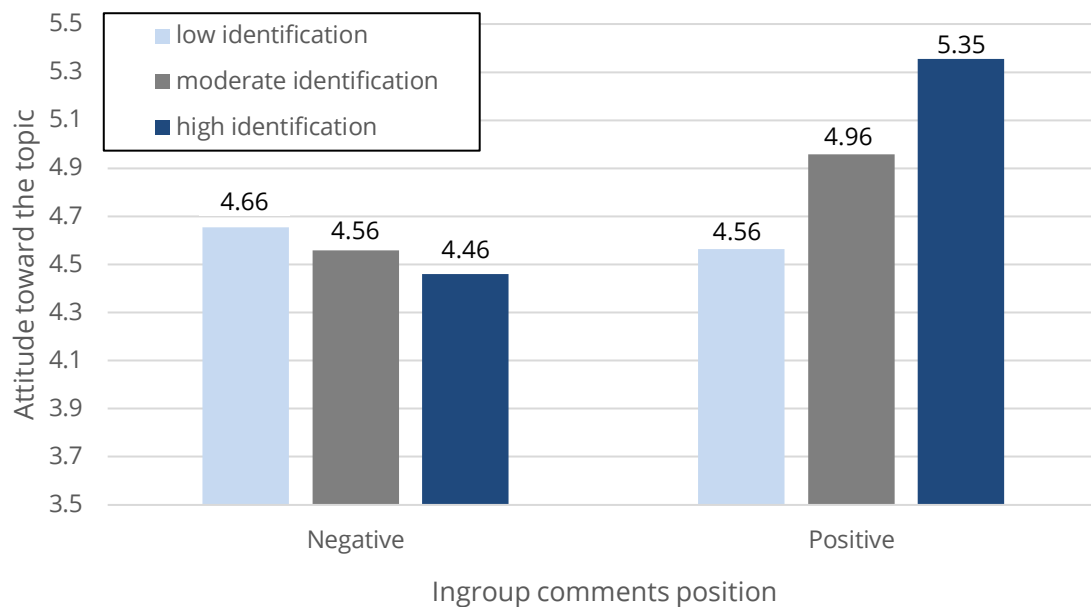 5.5
5.3
5.1
4.9
4.7
4.5
4.3
4.1
3.9
3.7
3.5
Attitude toward the topic
low identification
moderate identification
high identification
4.66
4.56
4.46
4.56
4.96
5.35
Negative
Positive
Ingroup comments position